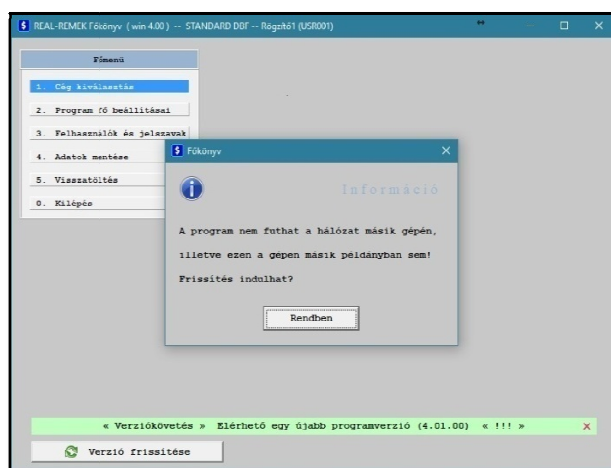 REAL-REMEK Főkönyv ( win 4.00 ) -- STANDARD DBF -- Rögzítő1 (USR001)
Főmenü
1. Cég kiválasztás
2. Program fő beállításai
3. Felhasználók és jelszavak
4. Adatok mentése
5. Visszatöltés
0. Kilépés
Főkönyv
Információ
A program nem futhat a hálózat másik gépén,
illetve ezen a gépen másik példányban sem!
Frissítés indulhat?
Rendben
« Verziókövetés » Elérhető egy újabb programverzió (4.01.00) « !!! »
Verzió frissítése